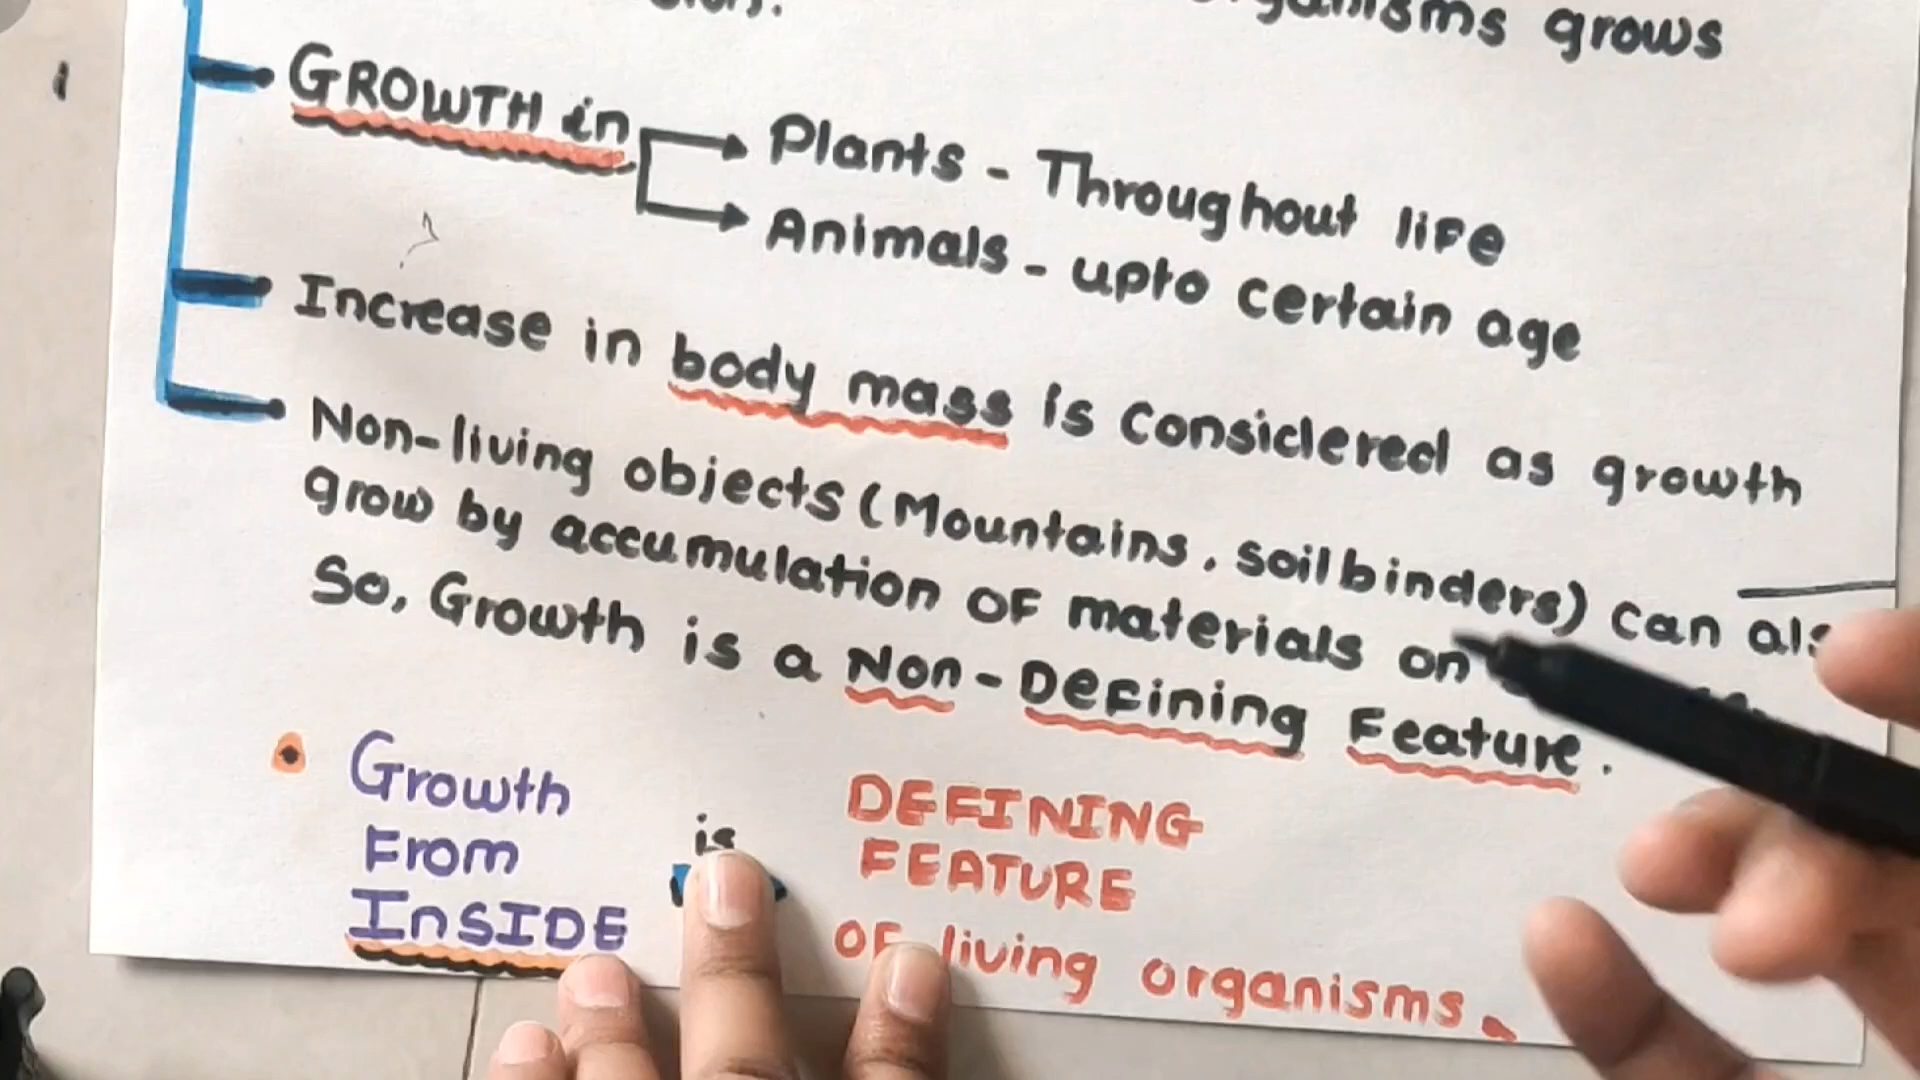 organisms grows
GROWTH in
Plants - Throughout life
Animals - upto certain age
Increase in body mass is considered as growth
Non-living objects (Mountains, soilbinders) can als
grow by accumulation of materials on
So, Growth is a Non-Defining Feature.
Growth
From
InSIDE
is
DEFINING
FEATURE
OF living organisms.